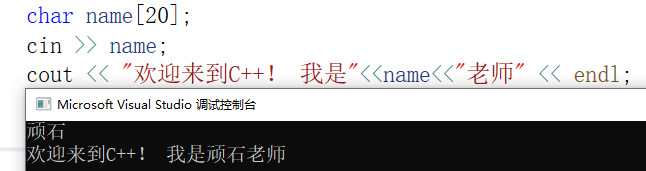 char name[20];
cin >> name;
cout << "欢迎来到C++! 我是"<<name<<"老师" << endl;
Microsoft Visual Studio 调试控制台
顽石
欢迎来到C++! 我是顽石老师